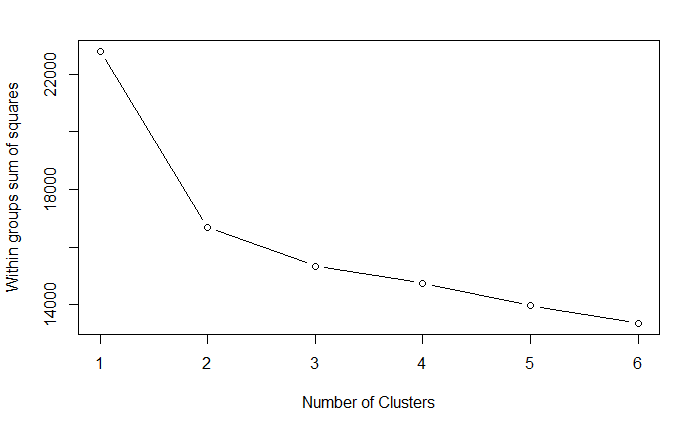 Within groups sum of squares
22000
18000
14000
1 2 3 4 5 6
Number of Clusters